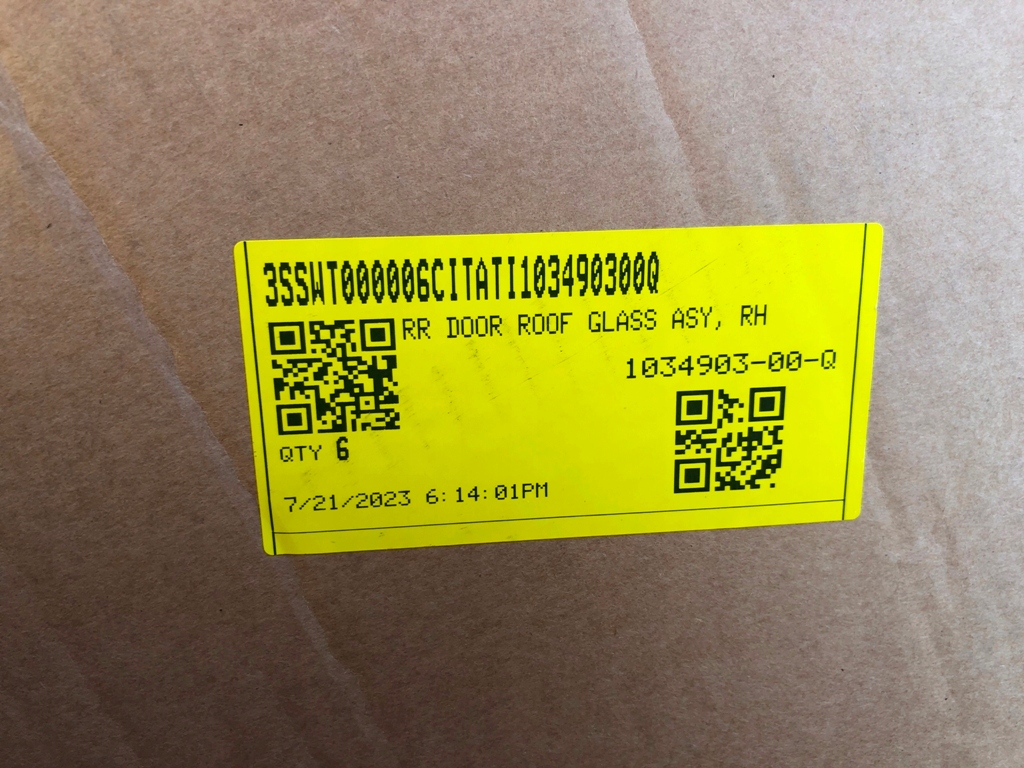 3SSWT000006CITATI103490300Q
RR DOOR ROOF GLASS ASY, RH
1034903-00-Q
QTY 6
7/21/2023 6:14:01PM